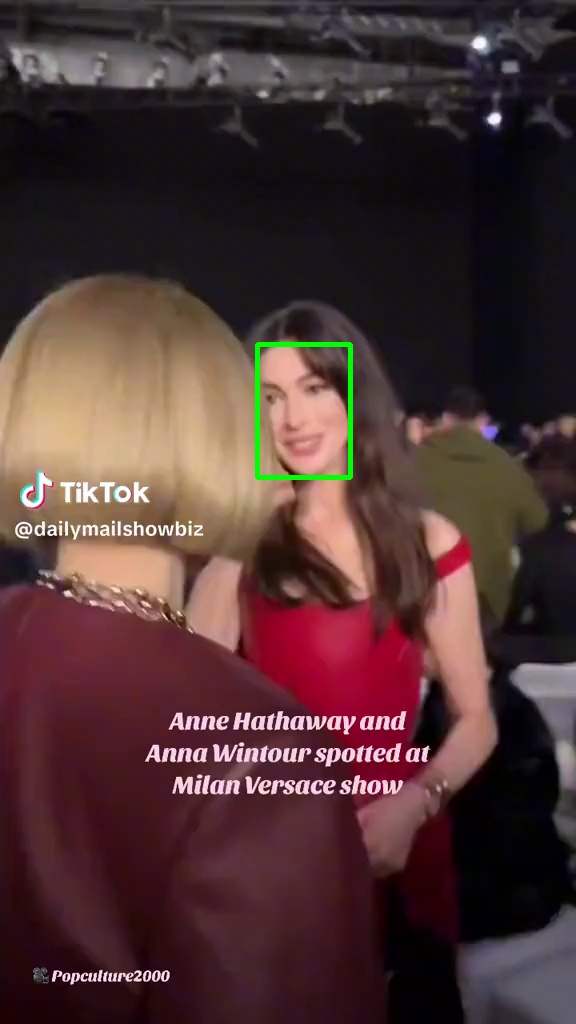 TikTok
@dailymailshowbiz
Anne Hathaway and
Anna Wintour spotted at
Milan Versace show
Popculture2000